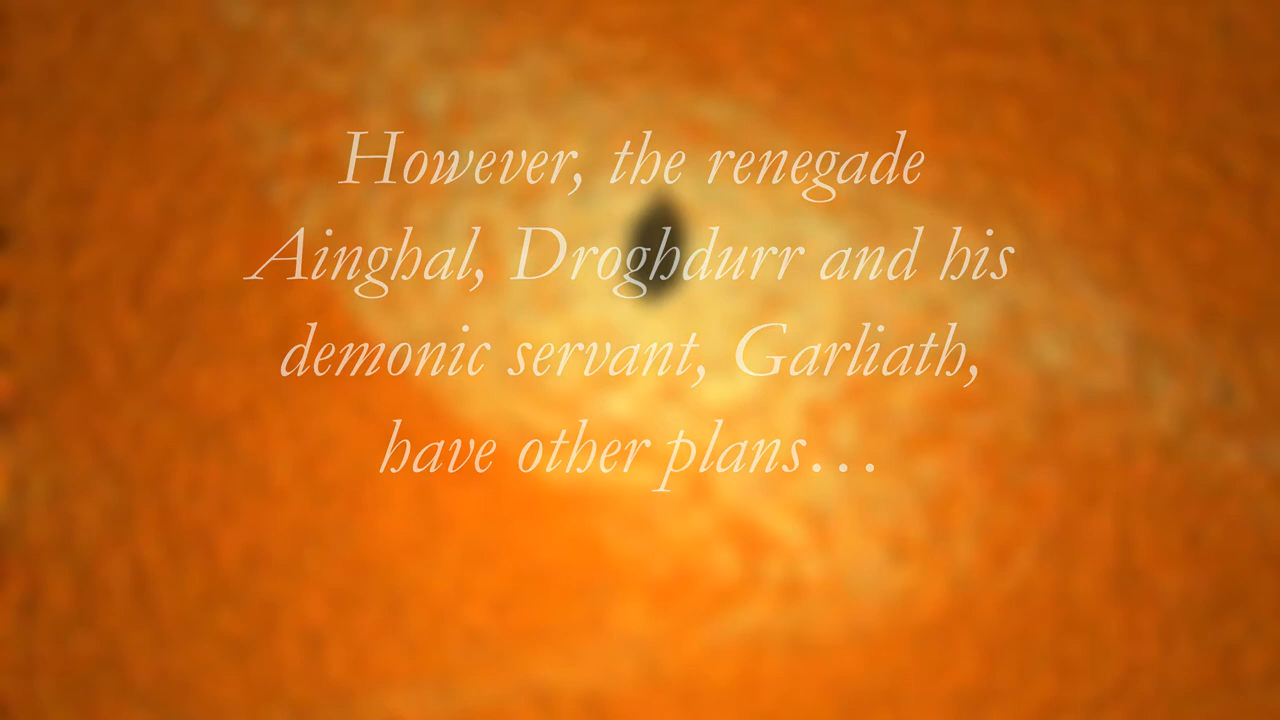 However, the renegade
Ainghal, Droghdurr and his
demonic servant, Garliath,
have other plans…